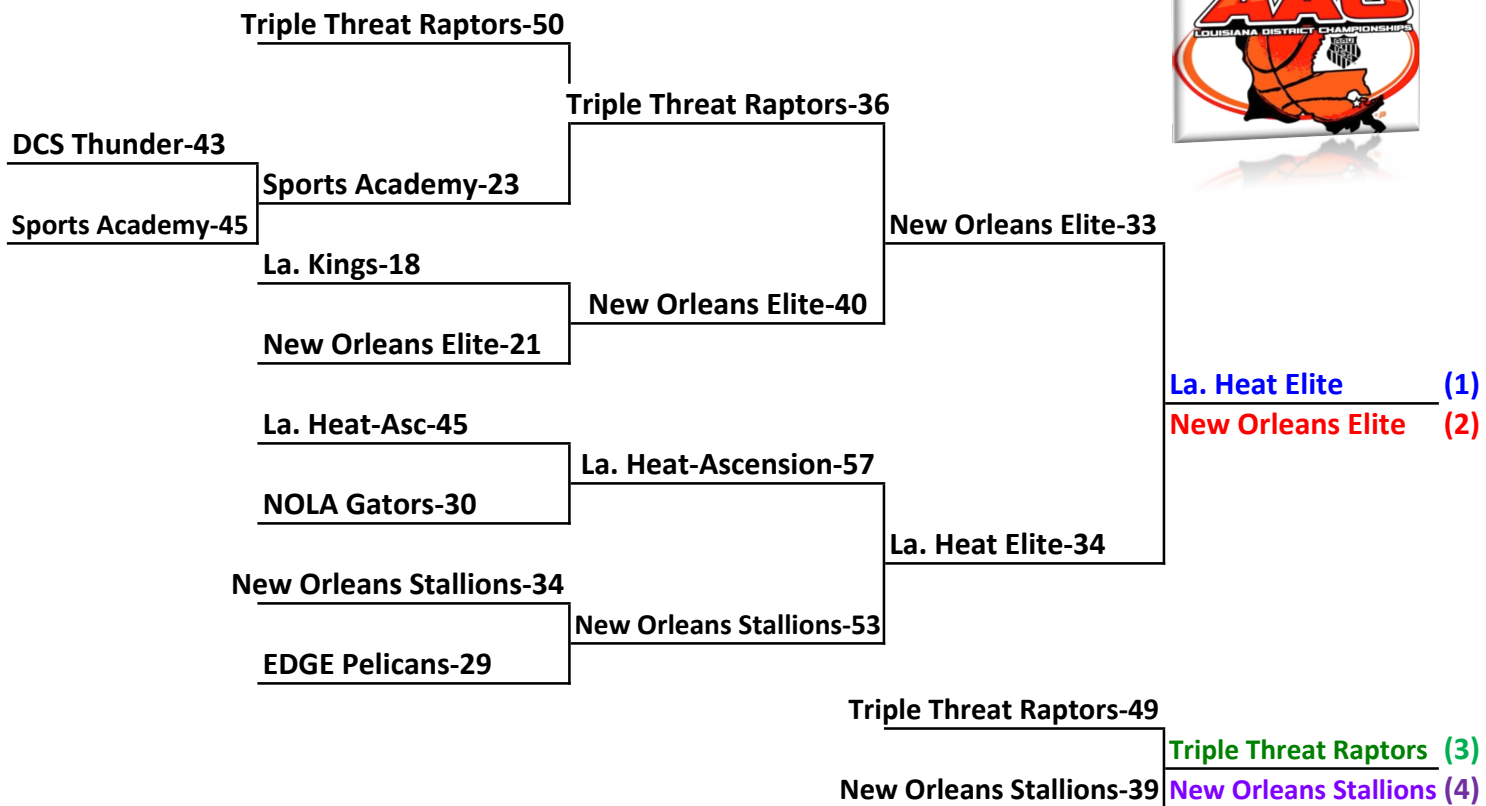 AAU
LOUISIANA DISTRICT CHAMPIONSHIPS
Triple Threat Raptors-50
Triple Threat Raptors-36
DCS Thunder-43
Sports Academy-23
Sports Academy-45
New Orleans Elite-33
La. Kings-18
New Orleans Elite-40
New Orleans Elite-21
La. Heat Elite (1)
La. Heat-Asc-45
New Orleans Elite (2)
La. Heat-Ascension-57
NOLA Gators-30
La. Heat Elite-34
New Orleans Stallions-34
New Orleans Stallions-53
EDGE Pelicans-29
Triple Threat Raptors-49
Triple Threat Raptors (3)
New Orleans Stallions-39 New Orleans Stallions (4)